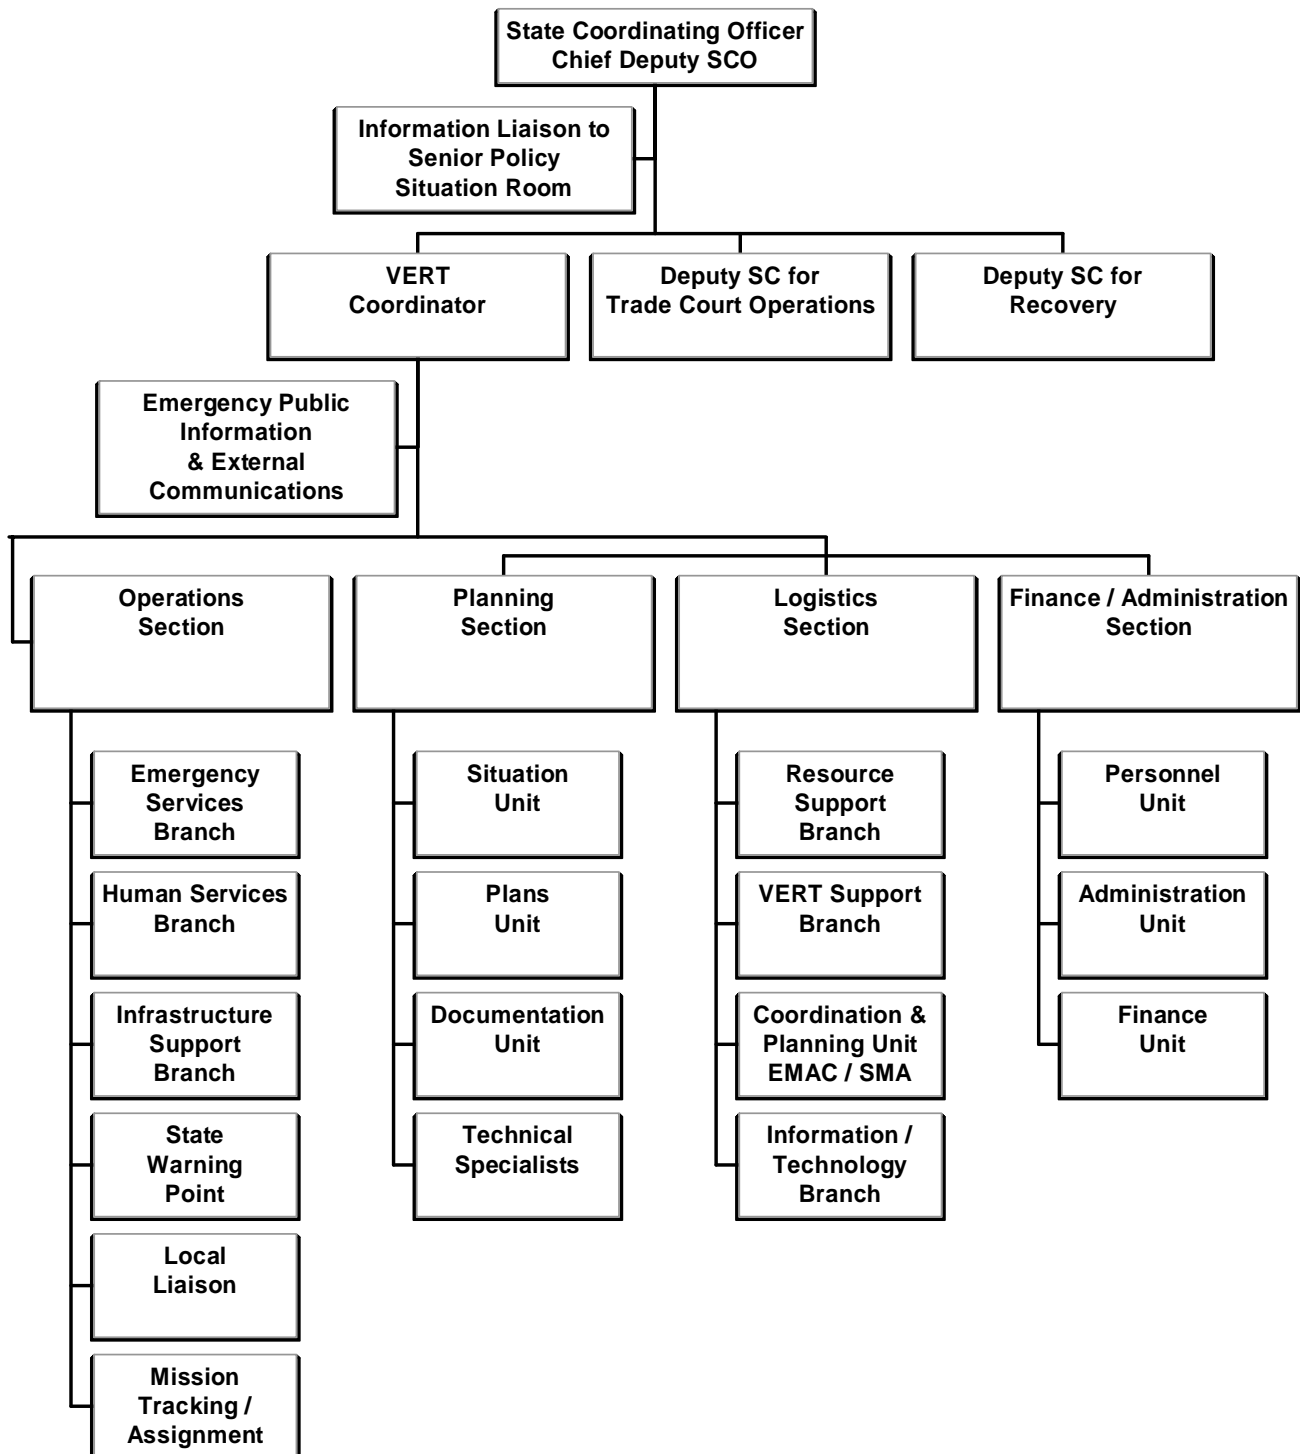 State Coordinating Officer
Chief Deputy SCO
Information Liaison to
Senior Policy
Situation Room
VERT
Coordinator
Deputy SC for
Trade Court Operations
Deputy SC for
Recovery
Emergency Public
Information
& External
Communications
Operations
Section
Planning
Section
Logistics
Section
Finance / Administration
Section
Emergency
Services
Branch
Human Services
Branch
Infrastructure
Support
Branch
State
Warning
Point
Local
Liaison
Mission
Tracking /
Assignment
Situation
Unit
Plans
Unit
Documentation
Unit
Technical
Specialists
Resource
Support
Branch
VERT Support
Branch
Coordination &
Planning Unit
EMAC / SMA
Information /
Technology
Branch
Personnel
Unit
Administration
Unit
Finance
Unit